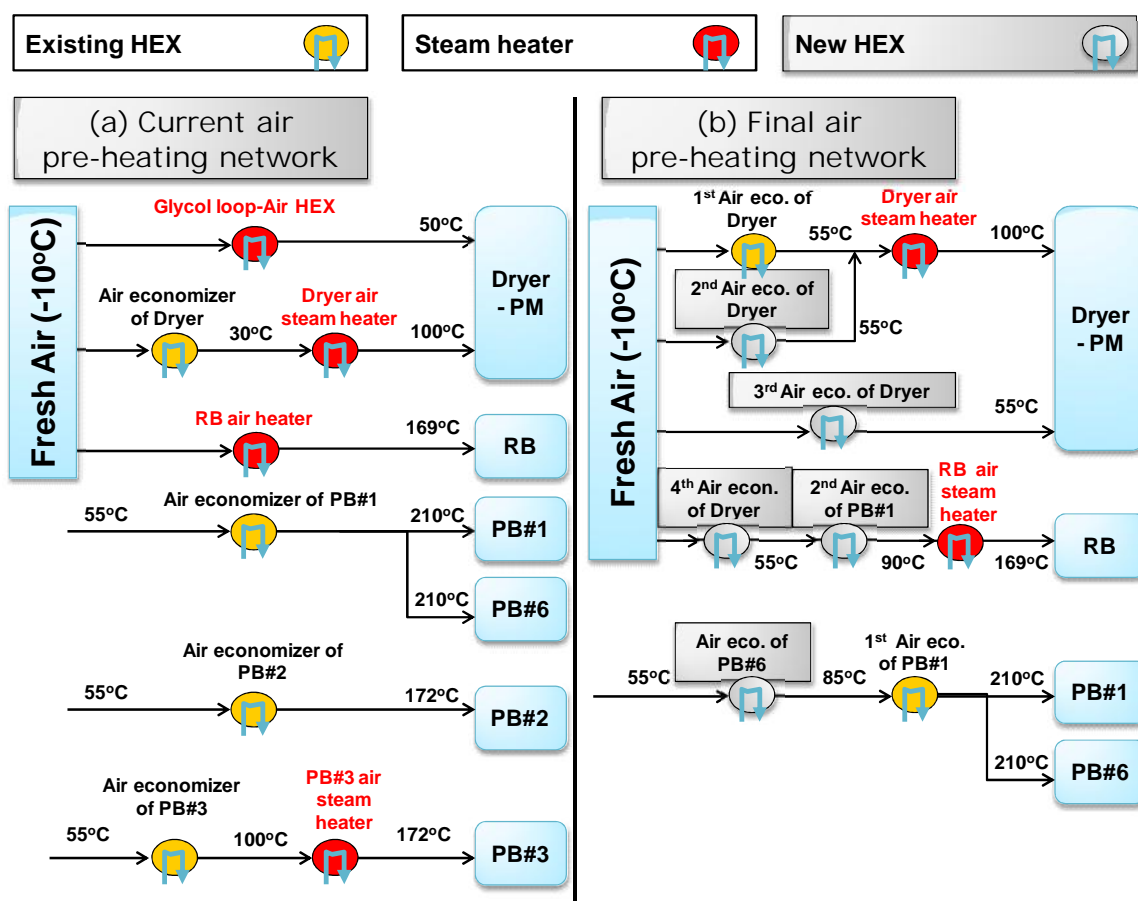 Existing HEX
Steam heater
New HEX
(a) Current air
pre-heating network
Fresh Air (-10°C)
Glycol loop-Air HEX
50°C
Air economizer
of Dryer
30°C
Dryer air
steam heater
100°C
Dryer
- PM
RB air heater
169°C
RB
55°C
Air economizer of PB#1
210°C
PB#1
210°C
PB#6
55°C
Air economizer of
PB#2
172°C
PB#2
55°C
Air economizer
of PB#3
100°C
PB#3 air
steam
heater
172°C
PB#3
(b) Final air
pre-heating network
Fresh Air (-10°C)
1st Air eco. of
Dryer
55°C
Dryer air
steam heater
100°C
2nd Air eco. of
Dryer
55°C
Dryer
- PM
3rd Air eco. of Dryer
55°C
4th Air econ.
of Dryer
55°C
2nd Air eco.
of PB#1
90°C
RB air
steam
heater
169°C
RB
55°C
Air eco. of
PB#6
85°C
1st Air eco.
of PB#1
210°C
PB#1
210°C
PB#6